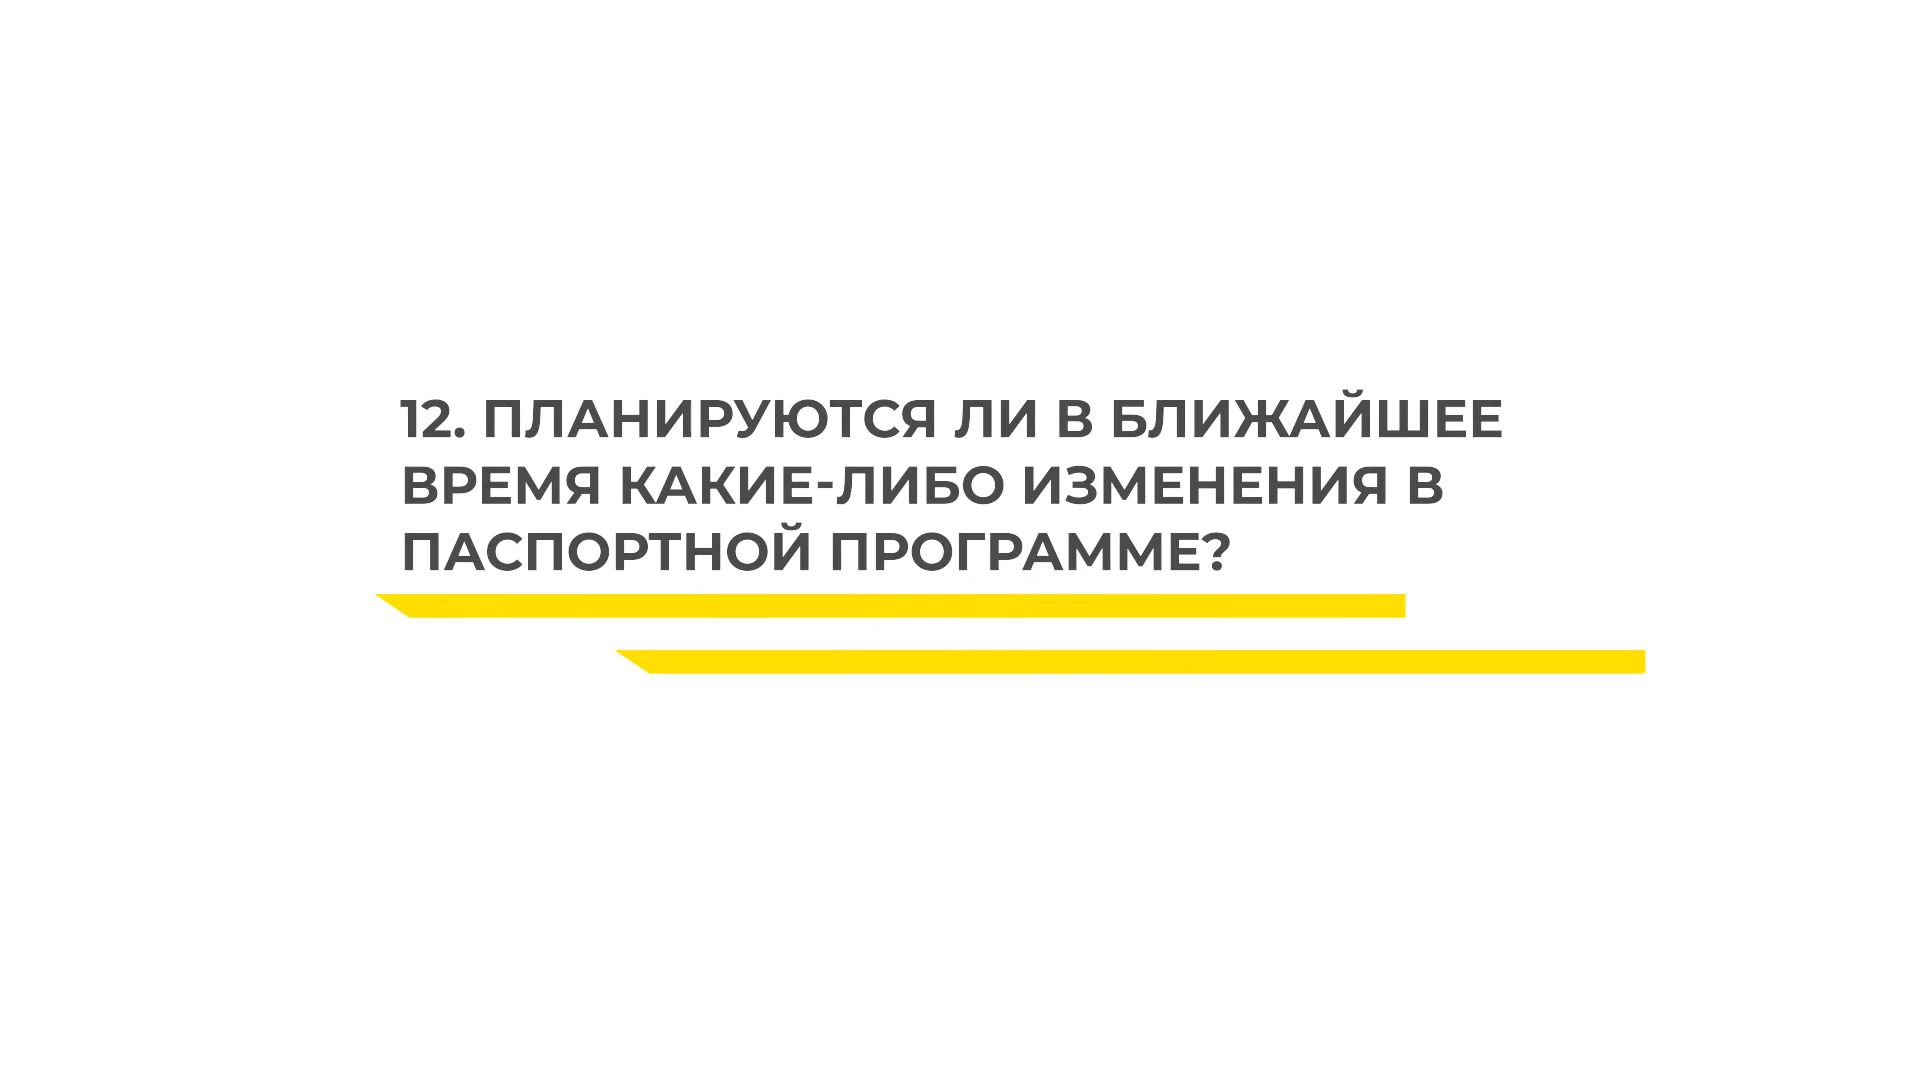 12. ПЛАНИРУЮТСЯ ЛИ В БЛИЖАЙШЕЕ
ВРЕМЯ КАКИЕ-ЛИБО ИЗМЕНЕНИЯ В
ПАСПОРТНОЙ ПРОГРАММЕ?